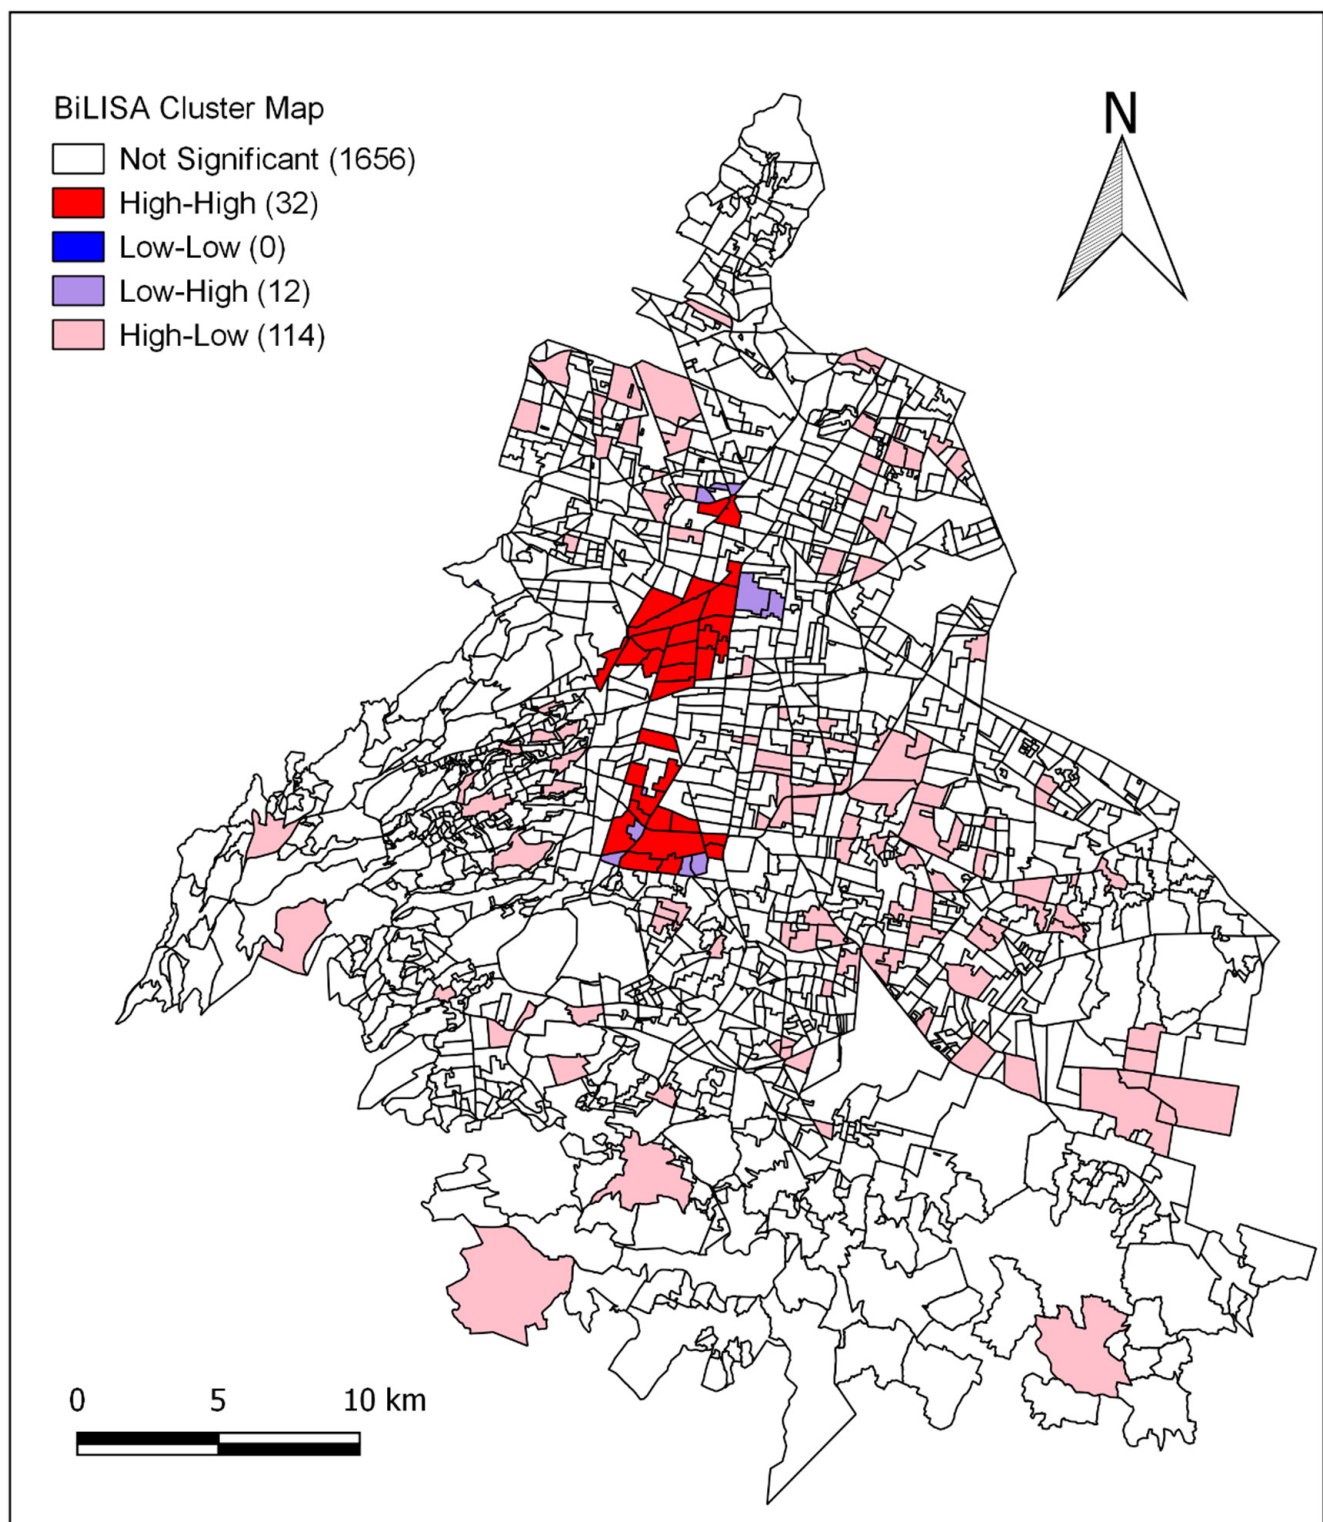 BiLISA Cluster Map
Not Significant (1656)
High-High (32)
Low-Low (0)
Low-High (12)
High-Low (114)
N
0 5 10 km